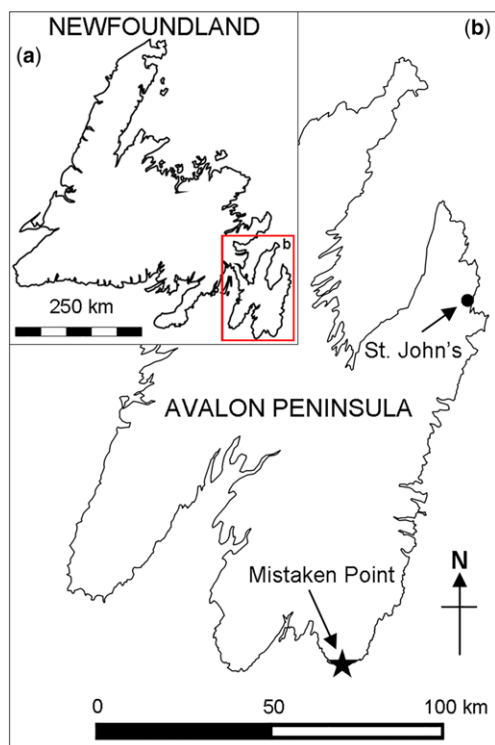 NEWFOUNDLAND
(a)
(b)
b
250 km
St. John's
AVALON PENINSULA
Mistaken Point
N
0 50 100 km